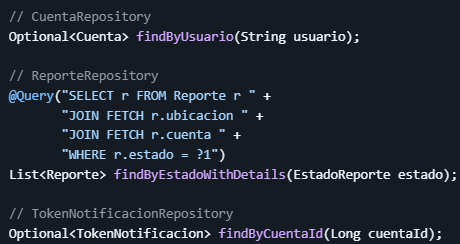 // CuentaRepository
Optional<Cuenta> findByUsuario(String usuario);

// ReporteRepository
@Query("SELECT r FROM Reporte r " +
       "JOIN FETCH r.ubicacion " +
       "JOIN FETCH r.cuenta " +
       "WHERE r.estado = ?1")
List<Reporte> findByEstadoWithDetails(EstadoReporte estado);

// TokenNotificacionRepository
Optional<TokenNotificacion> findByCuentaId(Long cuentaId);